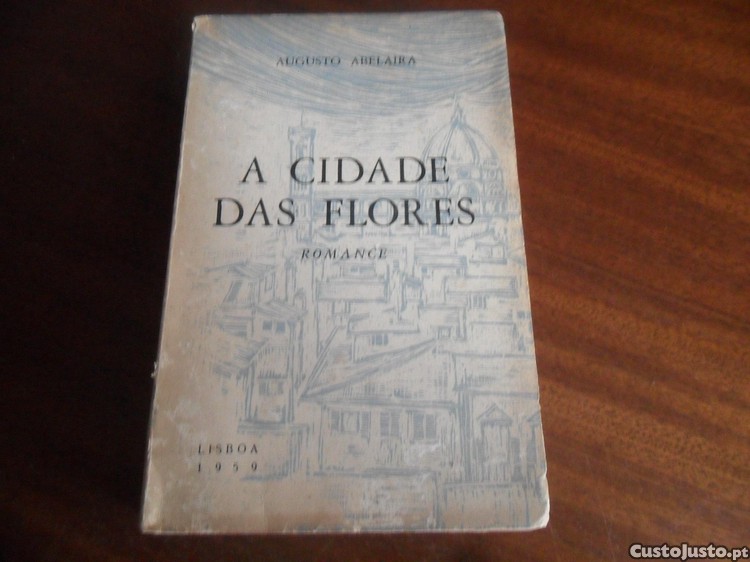 AUGUSTO ABELAIRA
A CIDADE
DAS FLORES
ROMANCE
LISBOA
1959
CustoJusto.pt